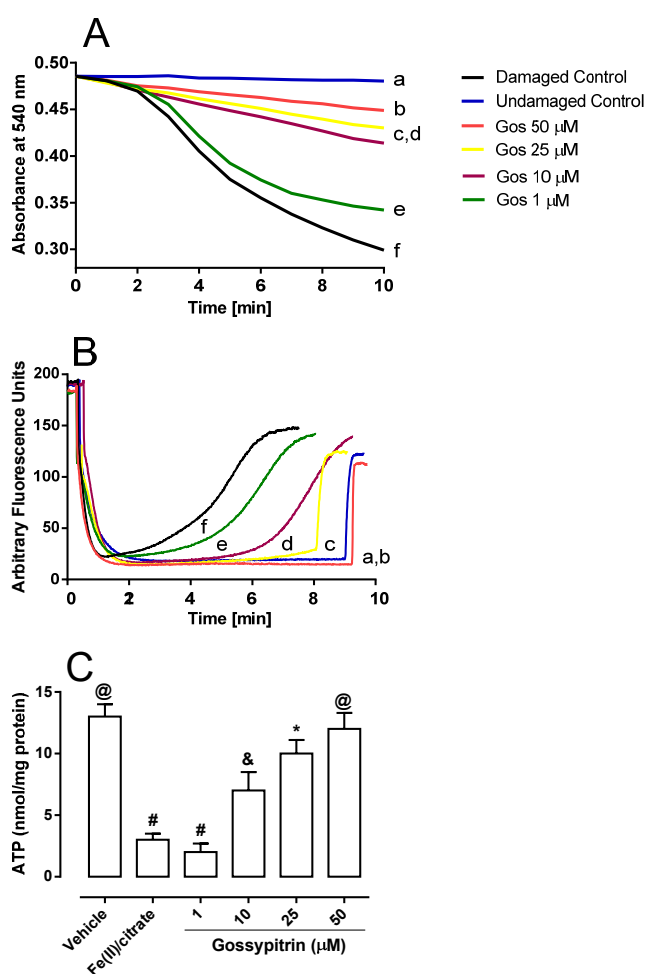 A
Absorbance at 540 nm
0.50
0.45
0.40
0.35
0.30
a
b
c,d
e
f
0
2
4
6
8
10
Time [min]
Damaged Control
Undamaged Control
Gos 50 μM
Gos 25 μM
Gos 10 μM
Gos 1 μM
B
Arbitrary Fluorescence Units
200
150
100
50
0
f
e
d
c
a,b
0
2
4
6
8
10
Time [min]
C
ATP (nmol/mg protein)
15
10
5
0
@
#
#
&
*
@
Vehicle
Fe(II)/citrate
1
10
25
50
Gossypitrin (μM)